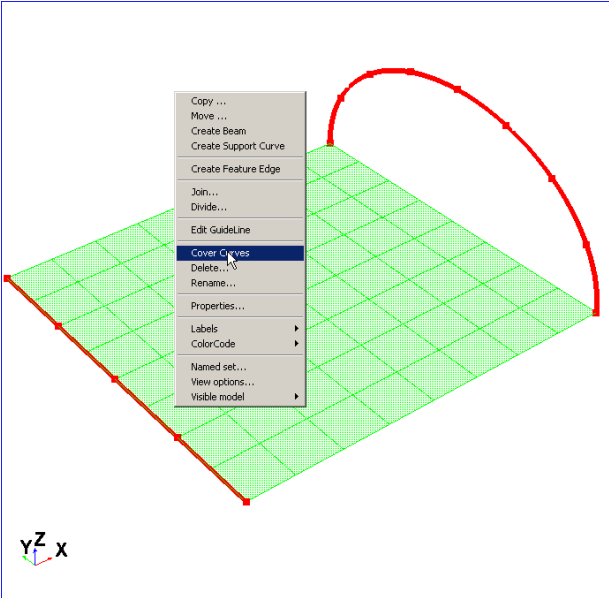 Copy ...
Move ...
Create Beam
Create Support Curve
Create Feature Edge
Join...
Divide...
Edit GuideLine
Cover Curves
Delete...
Rename...
Properties...
Labels
ColorCode
Named set...
View options...
Visible model
Y Z X